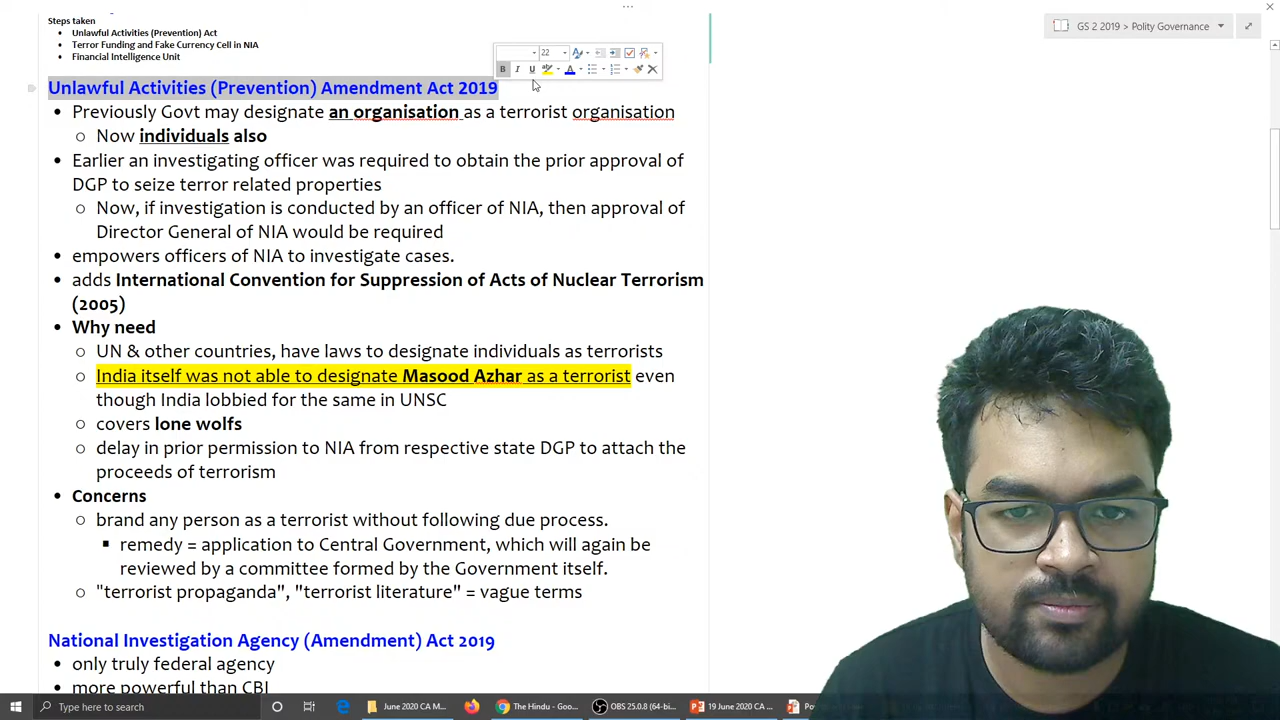 Steps taken
• Unlawful Activities (Prevention) Act
• Terror Funding and Fake Currency Cell in NIA
• Financial Intelligence Unit
GS 2 2019 > Polity Governance
22
B I U
Unlawful Activities (Prevention) Amendment Act 2019
• Previously Govt may designate an organisation as a terrorist organisation
○ Now individuals also
• Earlier an investigating officer was required to obtain the prior approval of
DGP to seize terror related properties
○ Now, if investigation is conducted by an officer of NIA, then approval of
Director General of NIA would be required
• empowers officers of NIA to investigate cases.
• adds International Convention for Suppression of Acts of Nuclear Terrorism
(2005)
• Why need
○ UN & other countries, have laws to designate individuals as terrorists
○ India itself was not able to designate Masood Azhar as a terrorist even
though India lobbied for the same in UNSC
○ covers lone wolfs
○ delay in prior permission to NIA from respective state DGP to attach the
proceeds of terrorism
• Concerns
○ brand any person as a terrorist without following due process.
▪ remedy = application to Central Government, which will again be
reviewed by a committee formed by the Government itself.
○ "terrorist propaganda", "terrorist literature" = vague terms
National Investigation Agency (Amendment) Act 2019
• only truly federal agency
• more powerful than CBI
Type here to search
June 2020 CA M...
The Hindu - Goo...
OBS 25.0.8 (64-bi...
19 June 2020 CA ...